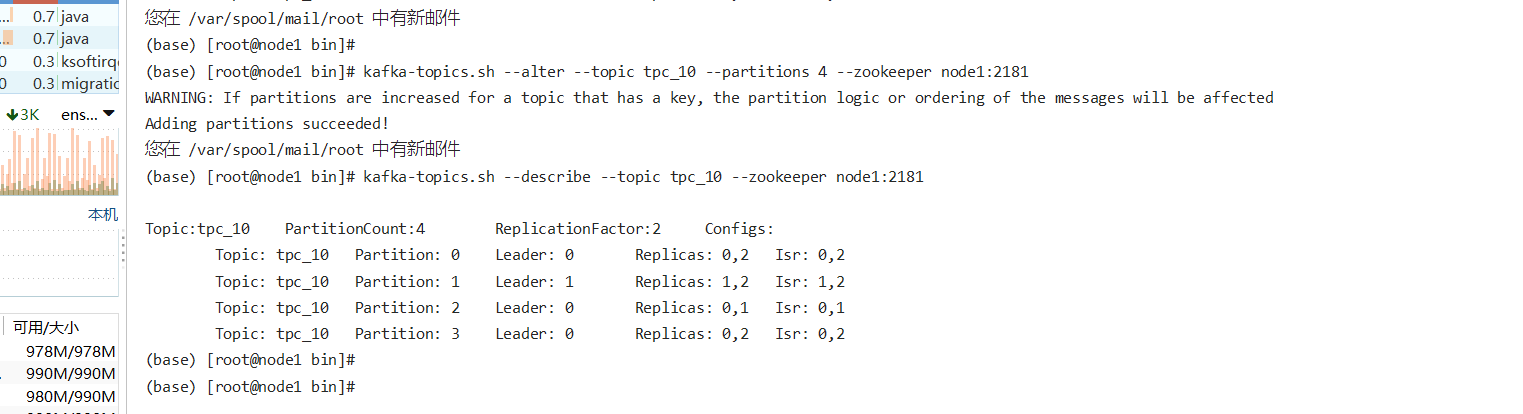 0.7 java
0.7 java
0.3 ksoftirq
0.3 migratio
3K ens...
本机
可用/大小
978M/978M
990M/990M
980M/990M
您在 /var/spool/mail/root 中有新邮件
(base) [root@node1 bin]#
(base) [root@node1 bin]# kafka-topics.sh --alter --topic tpc_10 --partitions 4 --zookeeper node1:2181
WARNING: If partitions are increased for a topic that has a key, the partition logic or ordering of the messages will be affected
Adding partitions succeeded!
您在 /var/spool/mail/root 中有新邮件
(base) [root@node1 bin]# kafka-topics.sh --describe --topic tpc_10 --zookeeper node1:2181
Topic:tpc_10 PartitionCount:4 ReplicationFactor:2 Configs:
Topic: tpc_10 Partition: 0 Leader: 0 Replicas: 0,2 Isr: 0,2
Topic: tpc_10 Partition: 1 Leader: 1 Replicas: 1,2 Isr: 1,2
Topic: tpc_10 Partition: 2 Leader: 0 Replicas: 0,1 Isr: 0,1
Topic: tpc_10 Partition: 3 Leader: 0 Replicas: 0,2 Isr: 0,2
(base) [root@node1 bin]#
(base) [root@node1 bin]#